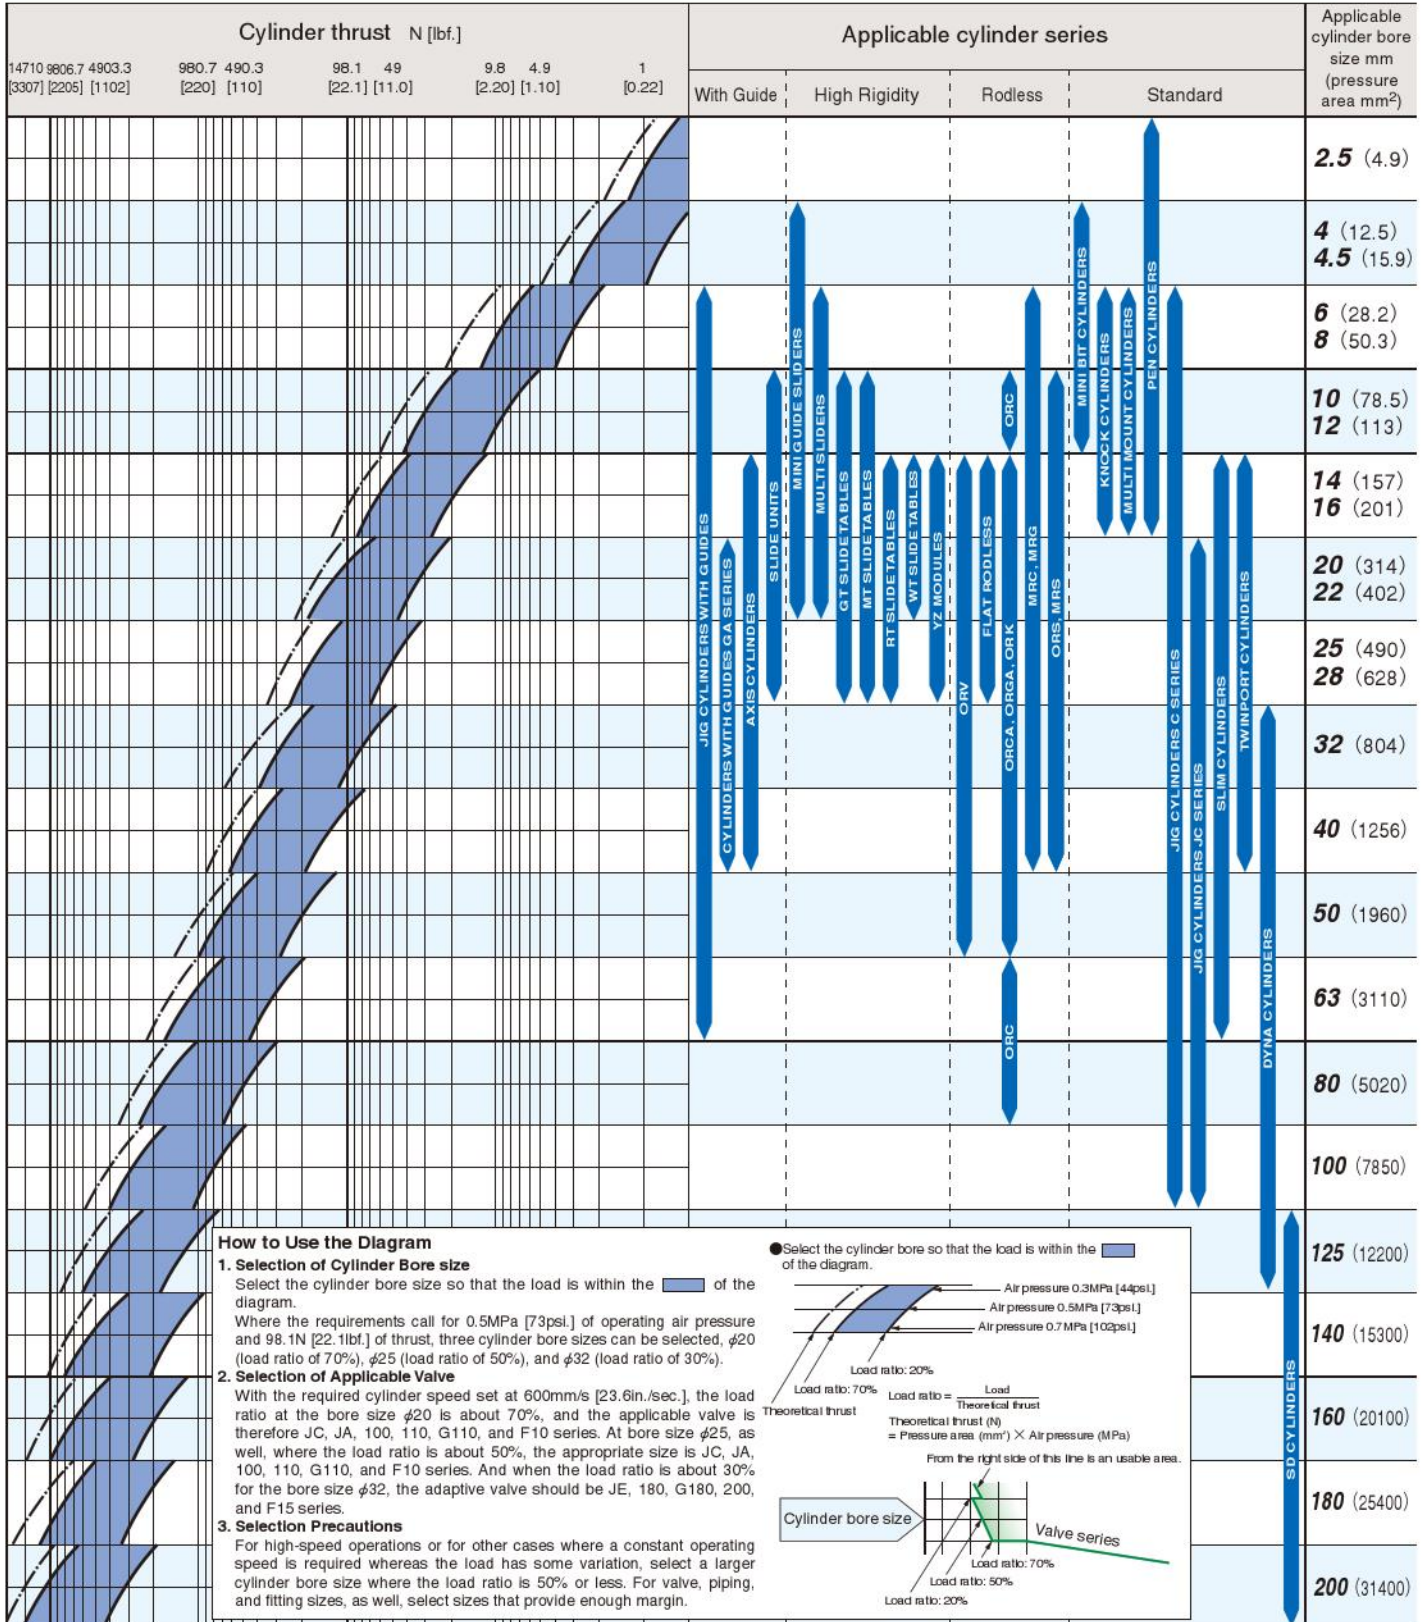 Cylinder thrust N [lbf.]
14710 9806.7 4903.3 980.7 490.3 98.1 49 9.8 4.9 1
[3307] [2205] [1102] [220] [110] [22.1] [11.0] [2.20] [1.10] [0.22]
Applicable cylinder series
With Guide High Rigidity Rodless Standard
Applicable
cylinder bore
size mm
(pressure
area mm²)
2.5 (4.9)
4 (12.5)
4.5 (15.9)
6 (28.2)
8 (50.3)
10 (78.5)
12 (113)
14 (157)
16 (201)
20 (314)
22 (402)
25 (490)
28 (628)
32 (804)
40 (1256)
50 (1960)
63 (3110)
80 (5020)
100 (7850)
125 (12200)
140 (15300)
160 (20100)
180 (25400)
200 (31400)
JIG CYLINDERS WITH GUIDES
CYLINDERS WITH GUIDES GA SERIES
AXIS CYLINDERS
SLIDE UNITS
MINI GUIDE SLIDERS
MULTI SLIDERS
GT SLIDETABLES
MT SLIDETABLES
RT SLIDETABLES
WT SLIDE TABLES
YZ MODULES
ORV
FLAT RODLESS
ORC
ORCA, ORGA, ORK
ORC
MRC, MRG
ORS, MRS
MINI BIT CYLINDERS
KNOCK CYLINDERS
MULTI MOUNT CYLINDERS
PEN CYLINDERS
JIG CYLINDERS C SERIES
JIG CYLINDERS JC SERIES
SLIM CYLINDERS
TWINPORT CYLINDERS
DYNA CYLINDERS
SD CYLINDERS
How to Use the Diagram
1. Selection of Cylinder Bore size
Select the cylinder bore size so that the load is within the of the
diagram.
Where the requirements call for 0.5MPa [73psi.] of operating air pressure
and 98.1N [22.1lbf.] of thrust, three cylinder bore sizes can be selected, φ20
(load ratio of 70%), φ25 (load ratio of 50%), and φ32 (load ratio of 30%).
2. Selection of Applicable Valve
With the required cylinder speed set at 600mm/s [23.6in./sec.], the load
ratio at the bore size φ20 is about 70%, and the applicable valve is
therefore JC, JA, 100, 110, G110, and F10 series. At bore size φ25, as
well, where the load ratio is about 50%, the appropriate size is JC, JA,
100, 110, G110, and F10 series. And when the load ratio is about 30%
for the bore size φ32, the adaptive valve should be JE, 180, G180, 200,
and F15 series.
3. Selection Precautions
For high-speed operations or for other cases where a constant operating
speed is required whereas the load has some variation, select a larger
cylinder bore size where the load ratio is 50% or less. For valve, piping,
and fitting sizes, as well, select sizes that provide enough margin.
●Select the cylinder bore so that the load is within the
of the diagram.
Air pressure 0.3MPa [44psi.]
Air pressure 0.5MPa [73psi.]
Air pressure 0.7MPa [102psi.]
Load ratio: 20%
Load ratio: 70%
Theoretical thrust
Load ratio = Load
Theoretical thrust
Theoretical thrust (N)
= Pressure area (mm²) × Air pressure (MPa)
From the right side of this line is an usable area.
Cylinder bore size
Valve series
Load ratio: 70%
Load ratio: 50%
Load ratio: 20%